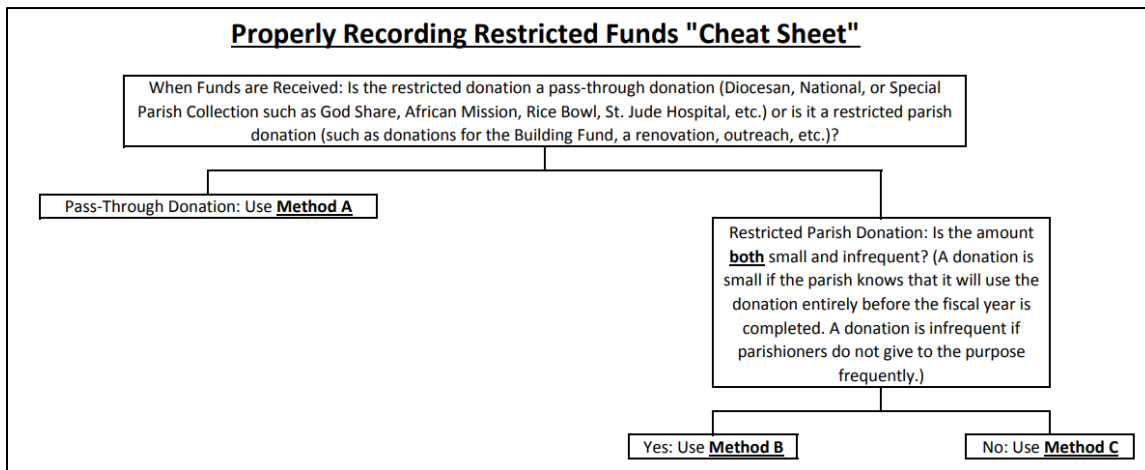 Properly Recording Restricted Funds "Cheat Sheet"
When Funds are Received: Is the restricted donation a pass-through donation (Diocesan, National, or Special
Parish Collection such as God Share, African Mission, Rice Bowl, St. Jude Hospital, etc.) or is it a restricted parish
donation (such as donations for the Building Fund, a renovation, outreach, etc.)?
Pass-Through Donation: Use Method A
Restricted Parish Donation: Is the amount
both small and infrequent? (A donation is
small if the parish knows that it will use the
donation entirely before the fiscal year is
completed. A donation is infrequent if
parishioners do not give to the purpose
frequently.)
Yes: Use Method B
No: Use Method C